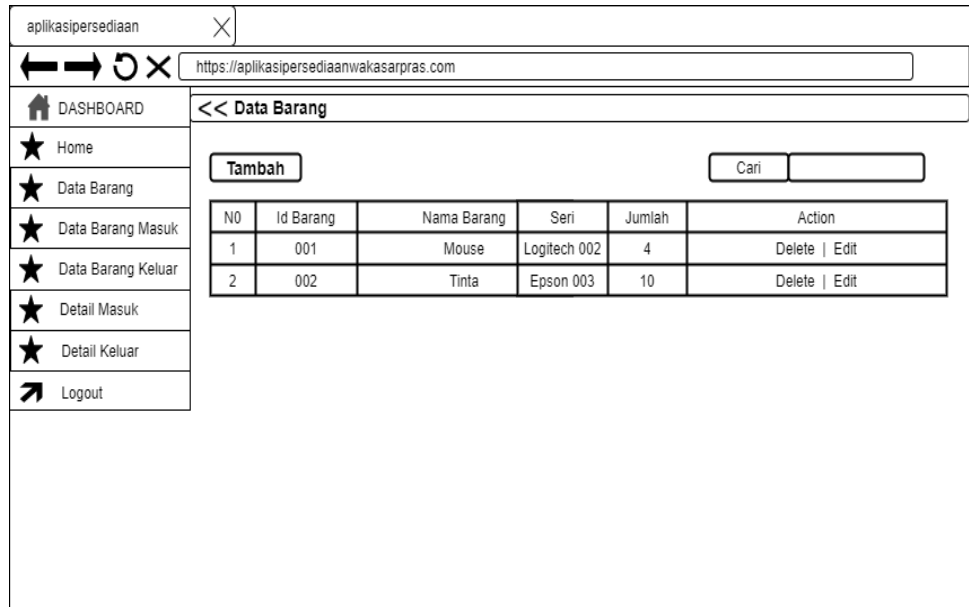 aplikasipersediaan
https://aplikasipersediaanwakasarpras.com
DASHBOARD
<< Data Barang
Home
Data Barang
Data Barang Masuk
Data Barang Keluar
Detail Masuk
Detail Keluar
Logout
Tambah
Cari
N0 Id Barang Nama Barang Seri Jumlah Action
1 001 Mouse Logitech 002 4 Delete | Edit
2 002 Tinta Epson 003 10 Delete | Edit